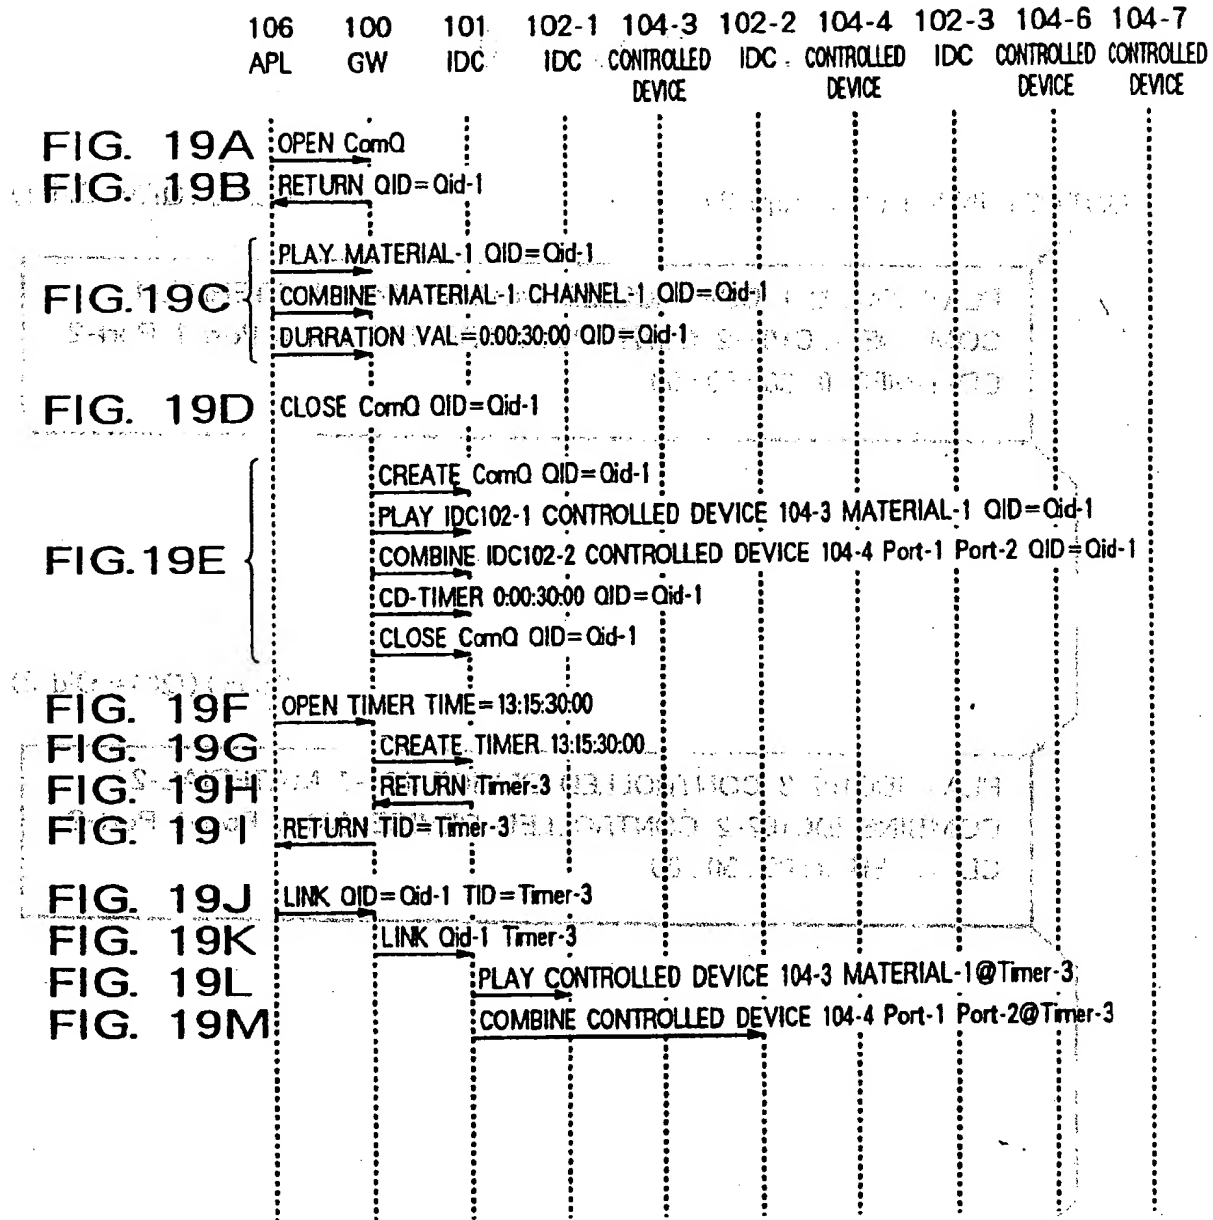 106 100 101 102-1 104-3 102-2 104-4 102-3 104-6 104-7
APL GW IDC IDC CONTROLLED DEVICE IDC CONTROLLED DEVICE IDC CONTROLLED DEVICE CONTROLLED DEVICE
FIG. 19A OPEN ComQ
FIG. 19B RETURN QID=Qid-1
PLAY MATERIAL-1 QID=Qid-1
FIG.19C COMBINE MATERIAL-1 CHANNEL-1 QID=Qid-1
DURRATION VAL=0:00:30:00 QID=Qid-1
FIG. 19D CLOSE ComQ QID=Qid-1
CREATE ComQ QID=Qid-1
PLAY IDC102-1 CONTROLLED DEVICE 104-3 MATERIAL-1 QID=Qid-1
FIG.19E COMBINE IDC102-2 CONTROLLED DEVICE 104-4 Port-1 Port-2 QID=Qid-1
CD-TIMER 0:00:30:00 QID=Qid-1
CLOSE ComQ QID=Qid-1
FIG. 19F OPEN TIMER TIME=13:15:30:00
FIG. 19G CREATE TIMER 13:15:30:00
FIG. 19H RETURN Timer-3
FIG. 19I RETURN TID=Timer-3
FIG. 19J LINK QID=Qid-1 TID=Timer-3
FIG. 19K LINK Qid-1 Timer-3
FIG. 19L PLAY CONTROLLED DEVICE 104-3 MATERIAL-1@Timer-3
FIG. 19M COMBINE CONTROLLED DEVICE 104-4 Port-1 Port-2@Timer-3